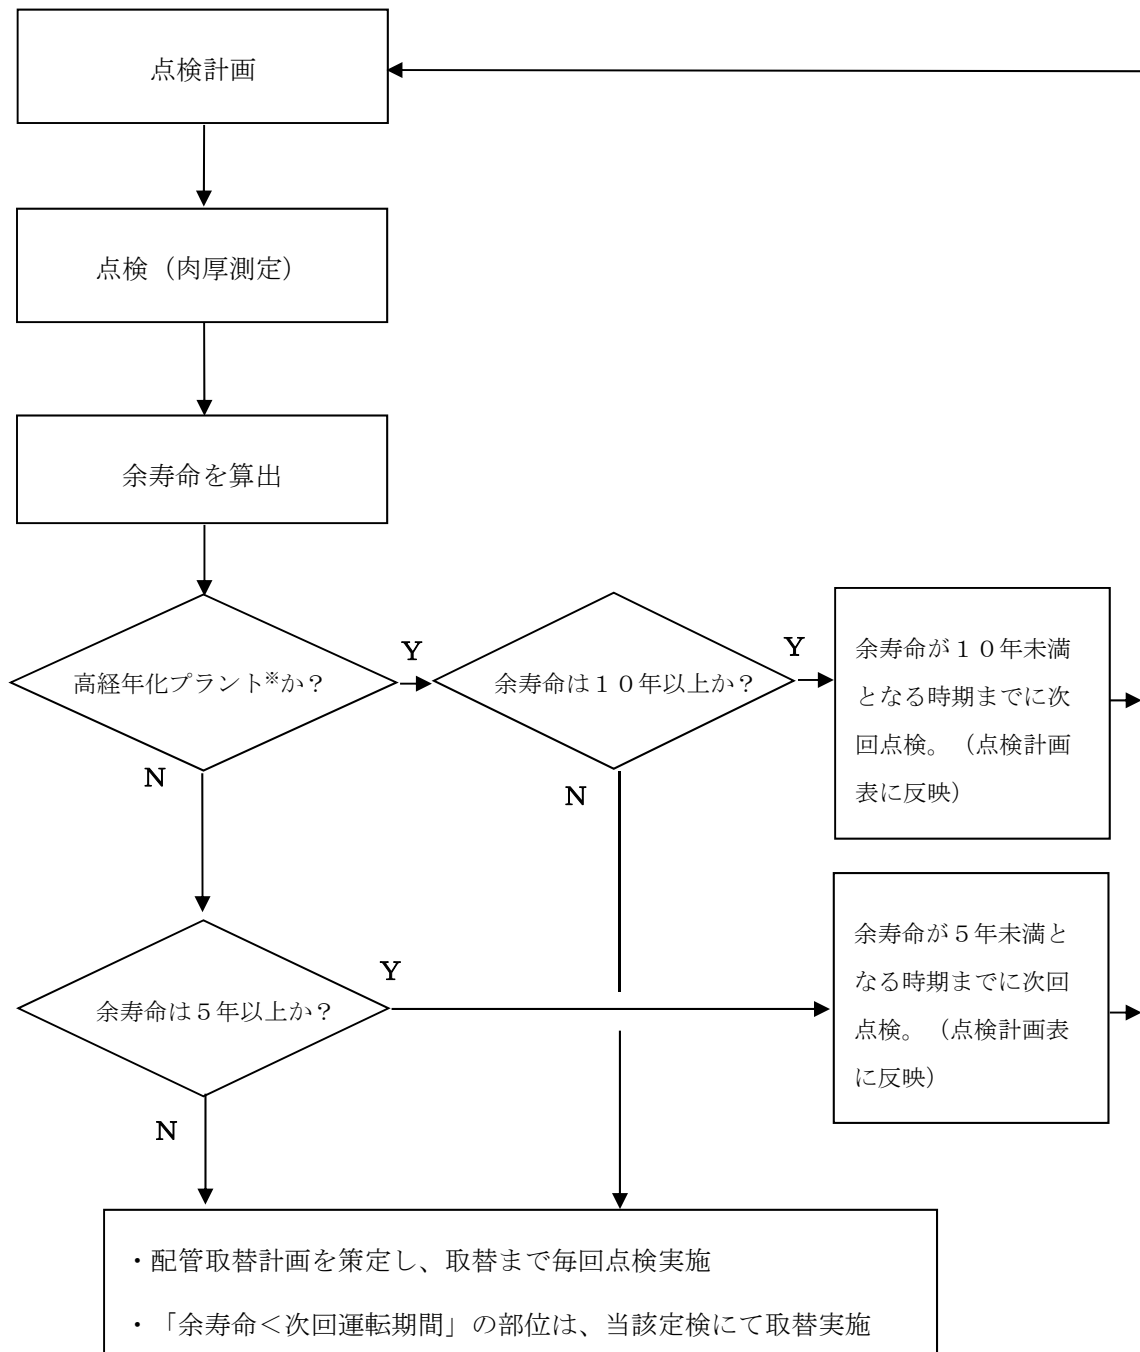 点検計画
点検（肉厚測定）
余寿命を算出
高経年化プラント※か？
Y
余寿命は１０年以上か？
Y
余寿命が１０年未満
となる時期までに次
回点検。（点検計画
表に反映）
N
N
余寿命は５年以上か？
Y
余寿命が５年未満と
なる時期までに次回
点検。（点検計画表
に反映）
N
・配管取替計画を策定し、取替まで毎回点検実施
・「余寿命＜次回運転期間」の部位は、当該定検にて取替実施